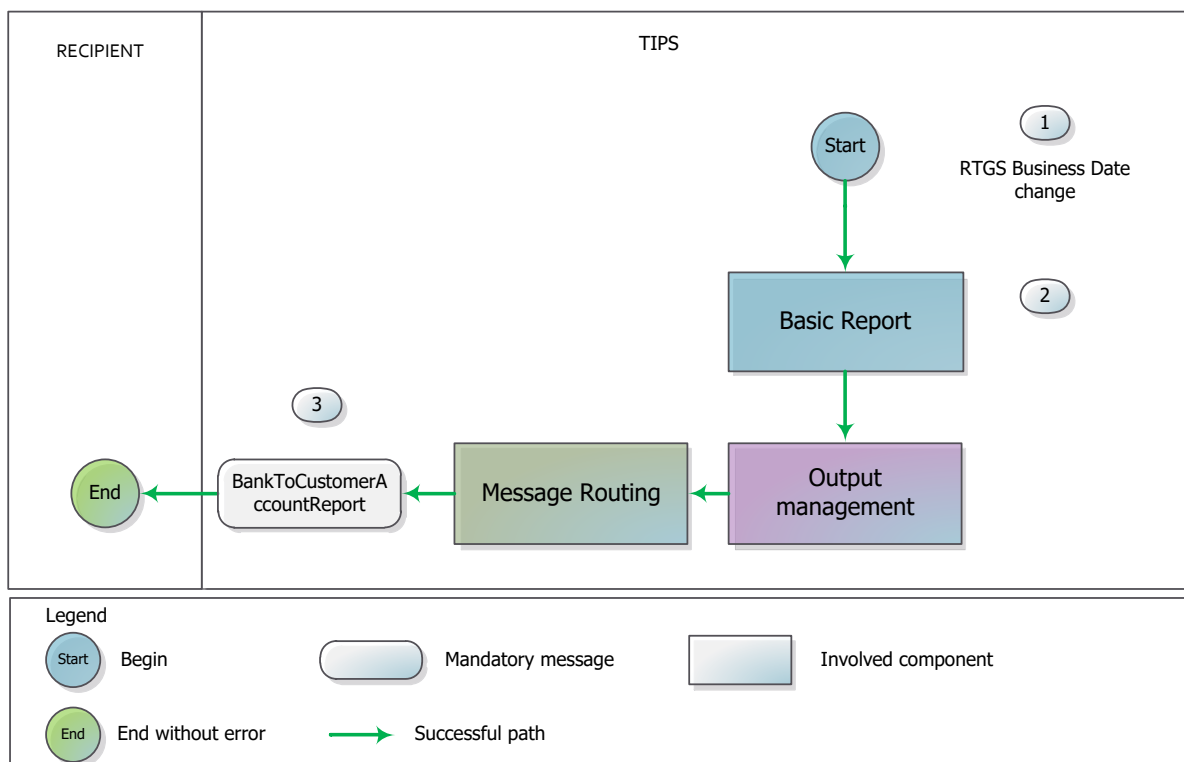 RECIPIENT
TIPS
Start
1
RTGS Business Date
change
Basic Report
2
3
End
BankToCustomerA
ccountReport
Message Routing
Output
management
Legend
Start
Begin
Mandatory message
Involved component
End
End without error
Successful path